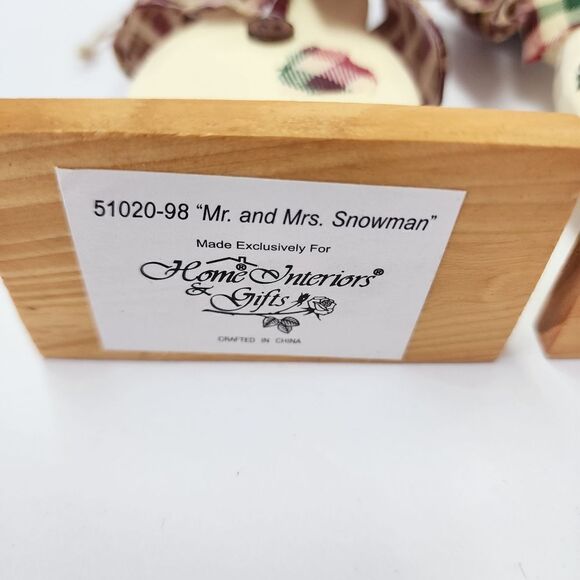 51020-98 “Mr. and Mrs. Snowman”
Made Exclusively For
Home Interiors®
& Gifts
CRAFTED IN CHINA